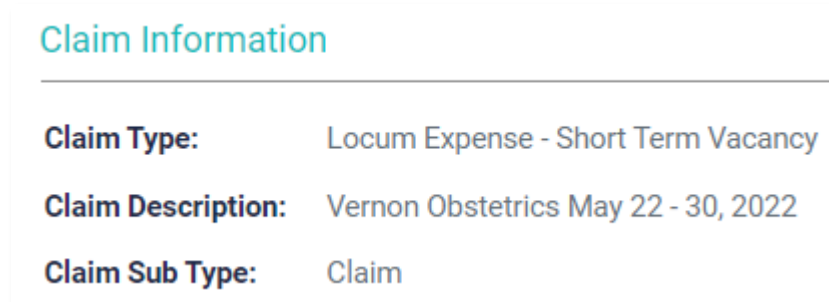 Claim Information
Claim Type: Locum Expense - Short Term Vacancy
Claim Description: Vernon Obstetrics May 22 - 30, 2022
Claim Sub Type: Claim